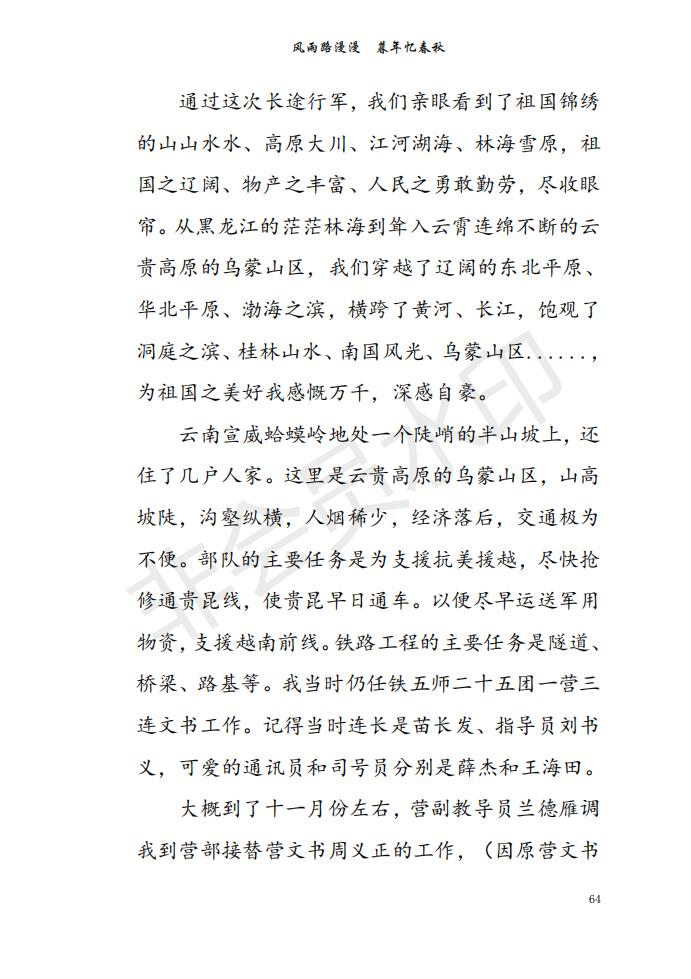 风雨路漫漫　暮年忆春秋
通过这次长途行军，我们亲眼看到了祖国锦绣
的山山水水、高原大川、江河湖海、林海雪原，祖
国之辽阔、物产之丰富、人民之勇敢勤劳，尽收眼
帘。从黑龙江的茫茫林海到耸入云霄连绵不断的云
贵高原的乌蒙山区，我们穿越了辽阔的东北平原、
华北平原、渤海之滨，横跨了黄河、长江，饱观了
洞庭之滨、桂林山水、南国风光、乌蒙山区......，
为祖国之美好我感慨万千，深感自豪。
云南宣威蛤蟆岭地处一个陡峭的半山坡上，还
住了几户人家。这里是云贵高原的乌蒙山区，山高
坡陡，沟壑纵横，人烟稀少，经济落后，交通极为
不便。部队的主要任务是为支援抗美援越，尽快抢
修通贵昆线，使贵昆早日通车。以便尽早运送军用
物资，支援越南前线。铁路工程的主要任务是隧道、
桥梁、路基等。我当时仍任铁五师二十五团一营三
连文书工作。记得当时连长是苗长发、指导员刘书
义，可爱的通讯员和司号员分别是薛杰和王海田。
大概到了十一月份左右，营副教导员兰德雁调
我到营部接替营文书周义正的工作，（因原营文书
64
非会员水印